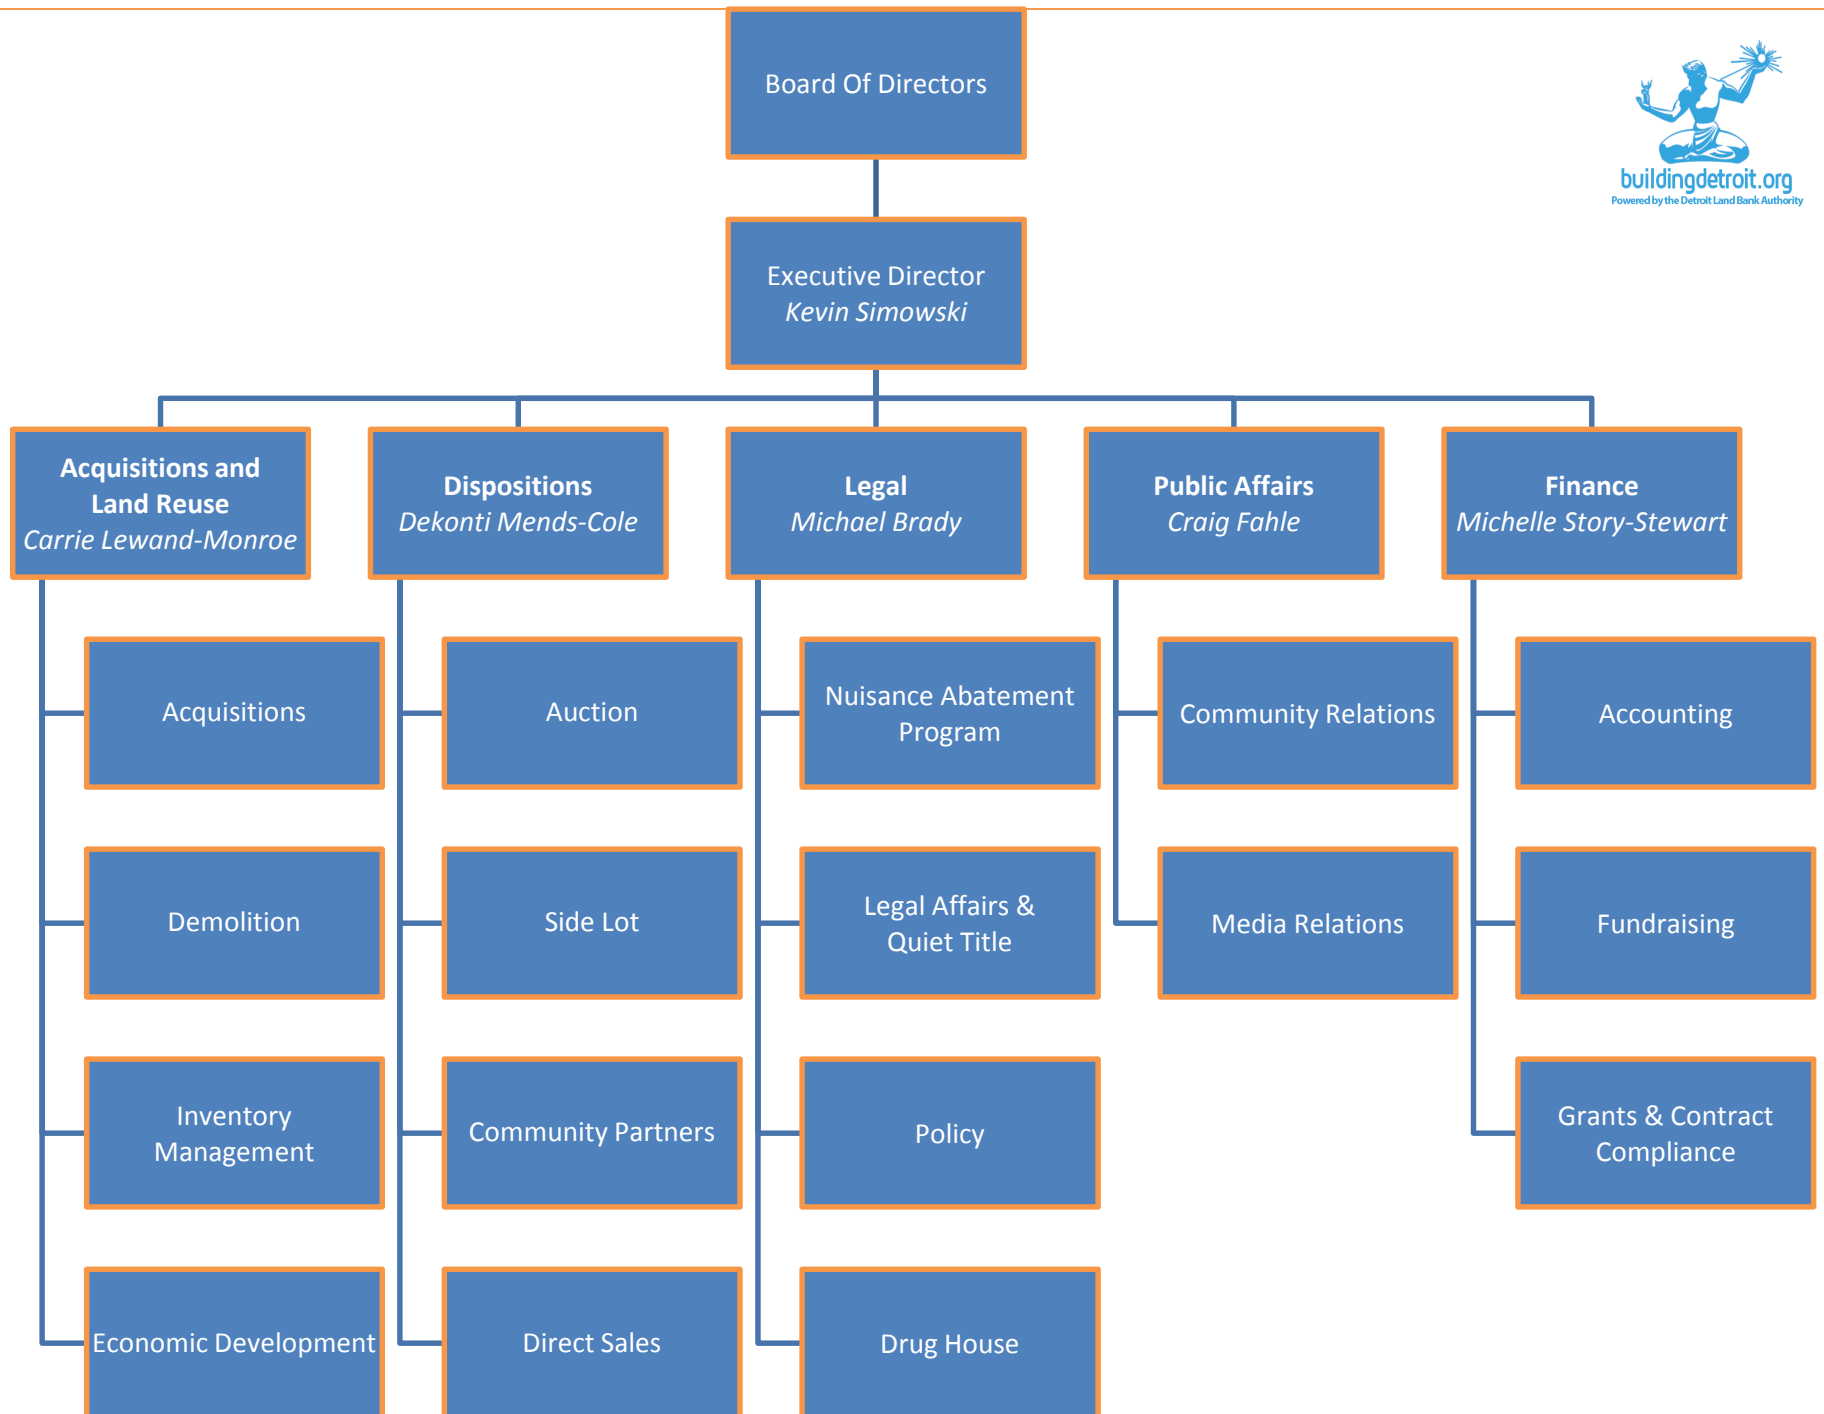 Board Of Directors
buildingdetroit.org
Powered by the Detroit Land Bank Authority
Executive Director
Kevin Simowski
Acquisitions and
Land Reuse
Carrie Lewand-Monroe
Dispositions
Dekonti Mends-Cole
Legal
Michael Brady
Public Affairs
Craig Fahle
Finance
Michelle Story-Stewart
Acquisitions
Auction
Nuisance Abatement
Program
Community Relations
Accounting
Demolition
Side Lot
Legal Affairs &
Quiet Title
Media Relations
Fundraising
Inventory
Management
Community Partners
Policy
Grants & Contract
Compliance
Economic Development
Direct Sales
Drug House